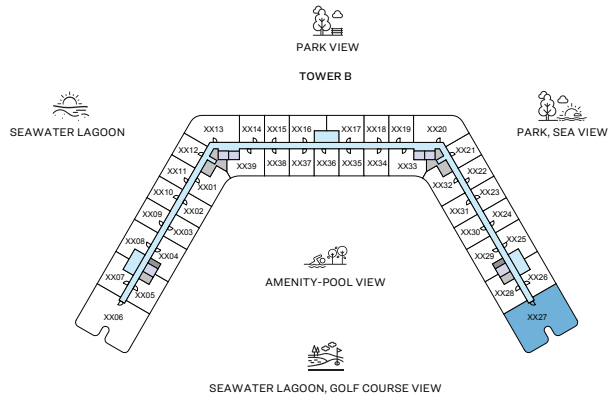 PARK VIEW
TOWER B
SEAWATER LAGOON
PARK, SEA VIEW
XX13
XX14
XX15
XX16
XX17
XX18
XX19
XX20
XX12
XX39
XX38
XX37
XX36
XX35
XX34
XX33
XX21
XX11
XX01
XX32
XX22
XX10
XX02
XX31
XX23
XX09
XX03
XX30
XX24
XX08
XX04
XX29
XX25
XX07
XX05
XX28
XX26
XX06
XX27
AMENITY-POOL VIEW
SEAWATER LAGOON, GOLF COURSE VIEW